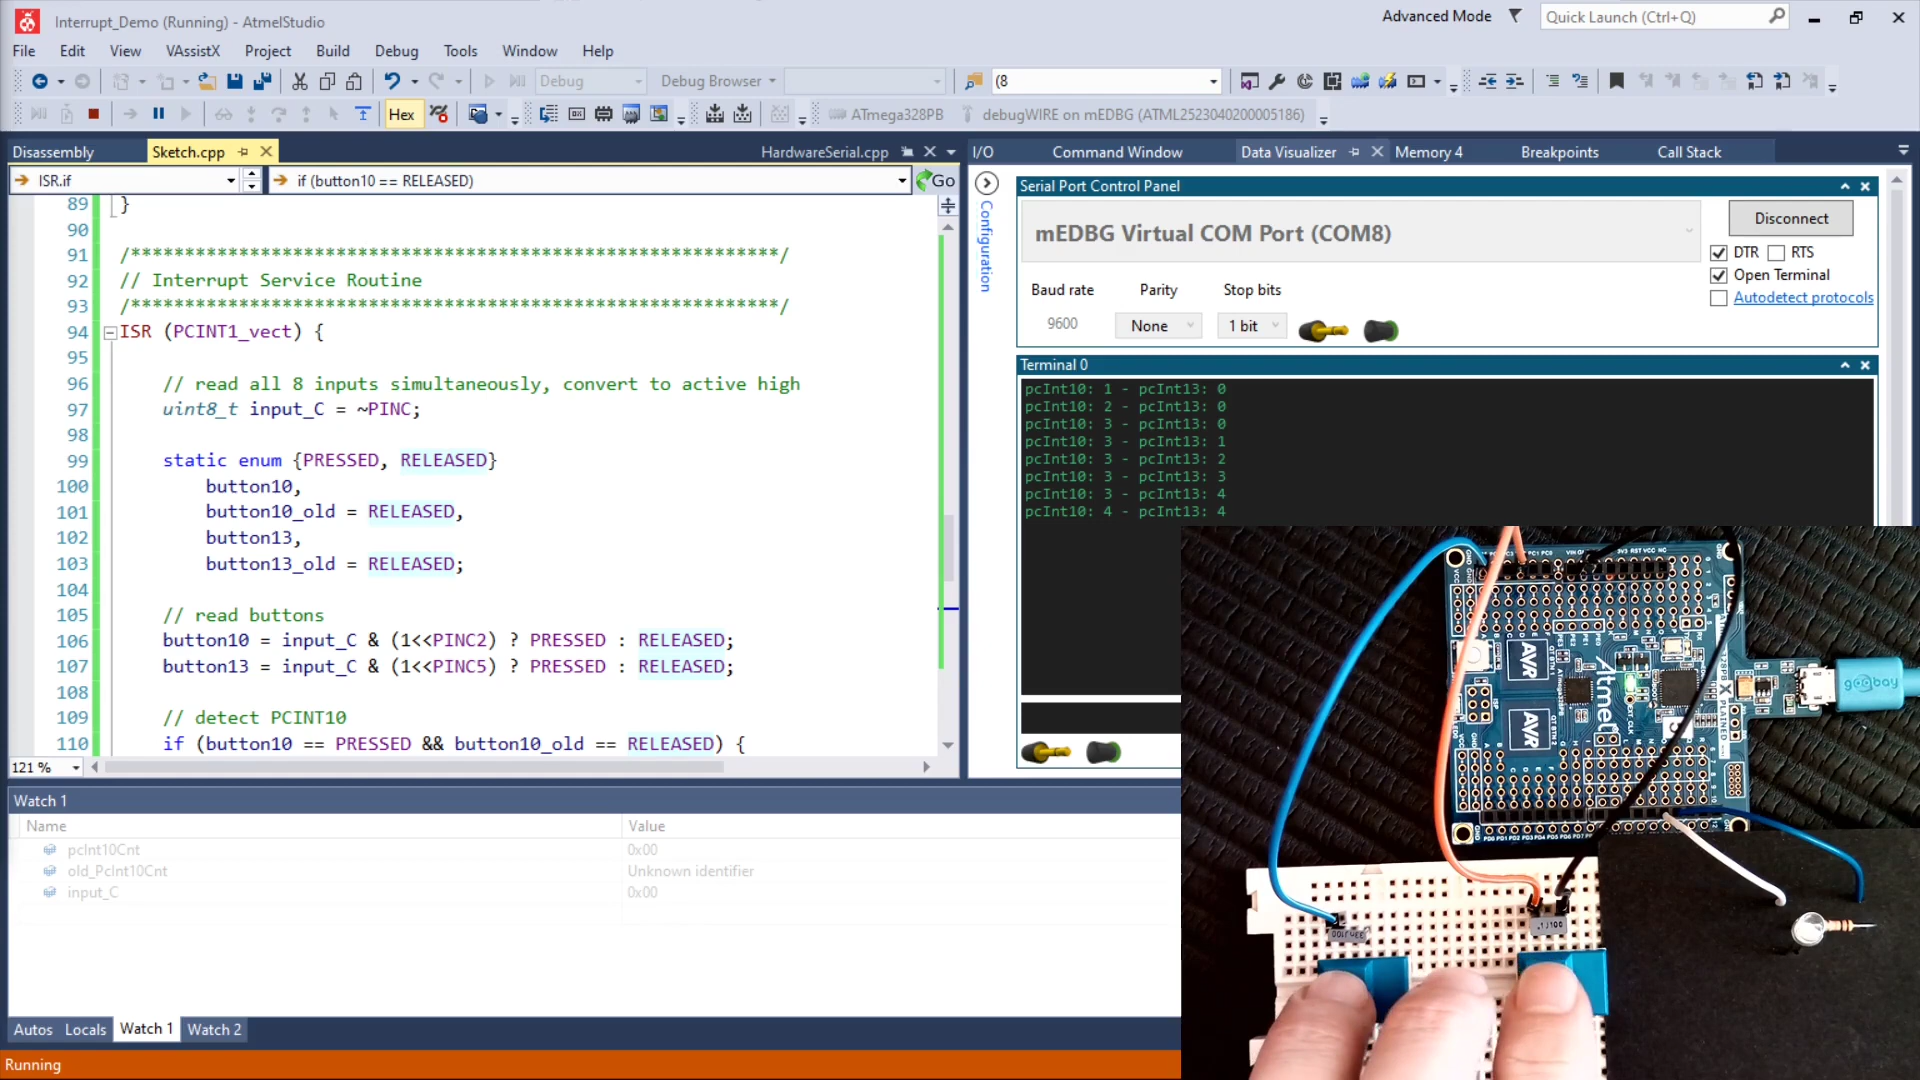 Interrupt_Demo (Running) - AtmelStudio
Advanced Mode
Quick Launch (Ctrl+Q)
File Edit View VAssistX Project Build Debug Tools Window Help
Debug
Debug Browser
(8
Hex
ATmega328PB
debugWIRE on mEDBG (ATML2523040200005186)
Disassembly
Sketch.cpp
HardwareSerial.cpp
ISR.if
if (button10 == RELEASED)
Go
89 }
90
91 /************************************************************/
92 // Interrupt Service Routine
93 /************************************************************/
94 ISR (PCINT1_vect) {
95
96 // read all 8 inputs simultaneously, convert to active high
97 uint8_t input_C = ~PINC;
98
99 static enum {PRESSED, RELEASED}
100 button10,
101 button10_old = RELEASED,
102 button13,
103 button13_old = RELEASED;
104
105 // read buttons
106 button10 = input_C & (1<<PINC2) ? PRESSED : RELEASED;
107 button13 = input_C & (1<<PINC5) ? PRESSED : RELEASED;
108
109 // detect PCINT10
110 if (button10 == PRESSED && button10_old == RELEASED) {
121 %
I/O
Command Window
Data Visualizer
Memory 4
Breakpoints
Call Stack
Configuration
Serial Port Control Panel
mEDBG Virtual COM Port (COM8)
Disconnect
DTR RTS
Open Terminal
Autodetect protocols
Baud rate Parity Stop bits
9600 None 1 bit
Terminal 0
pcInt10: 1 - pcInt13: 0
pcInt10: 2 - pcInt13: 0
pcInt10: 3 - pcInt13: 0
pcInt10: 3 - pcInt13: 1
pcInt10: 3 - pcInt13: 2
pcInt10: 3 - pcInt13: 3
pcInt10: 3 - pcInt13: 4
pcInt10: 4 - pcInt13: 4
Watch 1
Name Value
pcInt10Cnt 0x00
old_PcInt10Cnt Unknown identifier
input_C 0x00
Autos Locals Watch 1 Watch 2
Running
AVR
AVR
Atmel
goobay